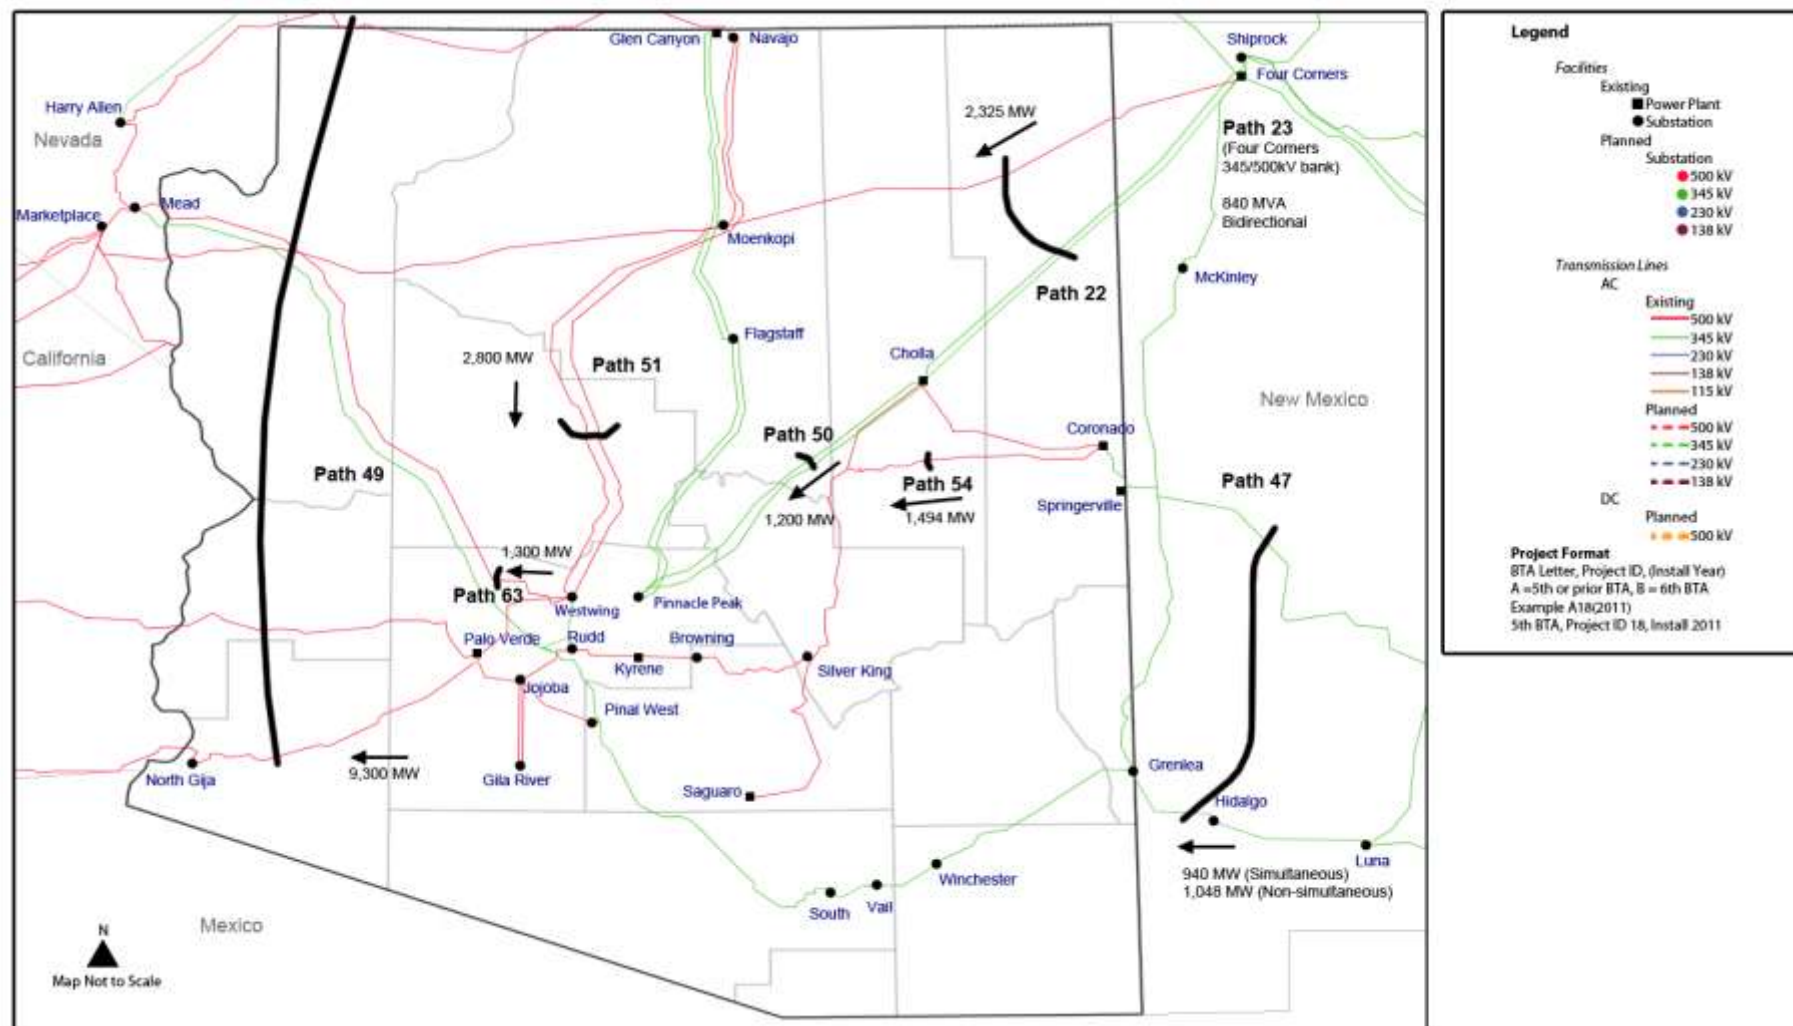 Glen Canyon
Navajo
Shiprock
Four Corners
Harry Allen
Nevada
2,325 MW
Path 23
(Four Corners
345/500kV bank)
840 MVA
Bidirectional
Mead
Marketplace
Moenkopi
McKinley
Path 22
Flagstaff
California
2,800 MW
Path 51
Cholla
New Mexico
Coronado
Path 50
Path 49
Path 54
Path 47
1,200 MW
1,494 MW
Springerville
1,300 MW
Path 63
Westwing
Pinnacle Peak
Palo Verde
Rudd
Browning
Kyrene
Silver King
Jojoba
Pinal West
North Gija
9,300 MW
Gila River
Saguaro
Grenlea
Hidalgo
Luna
940 MW (Simultaneous)
1,048 MW (Non-simultaneous)
Winchester
South
Vail
Mexico
N
Map Not to Scale
Legend
Facilities
Existing
Power Plant
Substation
Planned
Substation
500 kV
345 kV
230 kV
138 kV
Transmission Lines
AC
Existing
500 kV
345 kV
230 kV
138 kV
115 kV
Planned
500 kV
345 kV
230 kV
138 kV
DC
Planned
500 kV
Project Format
BTA Letter, Project ID, (Install Year)
A =5th or prior BTA, B = 6th BTA
Example A18(2011)
5th BTA, Project ID 18, Install 2011